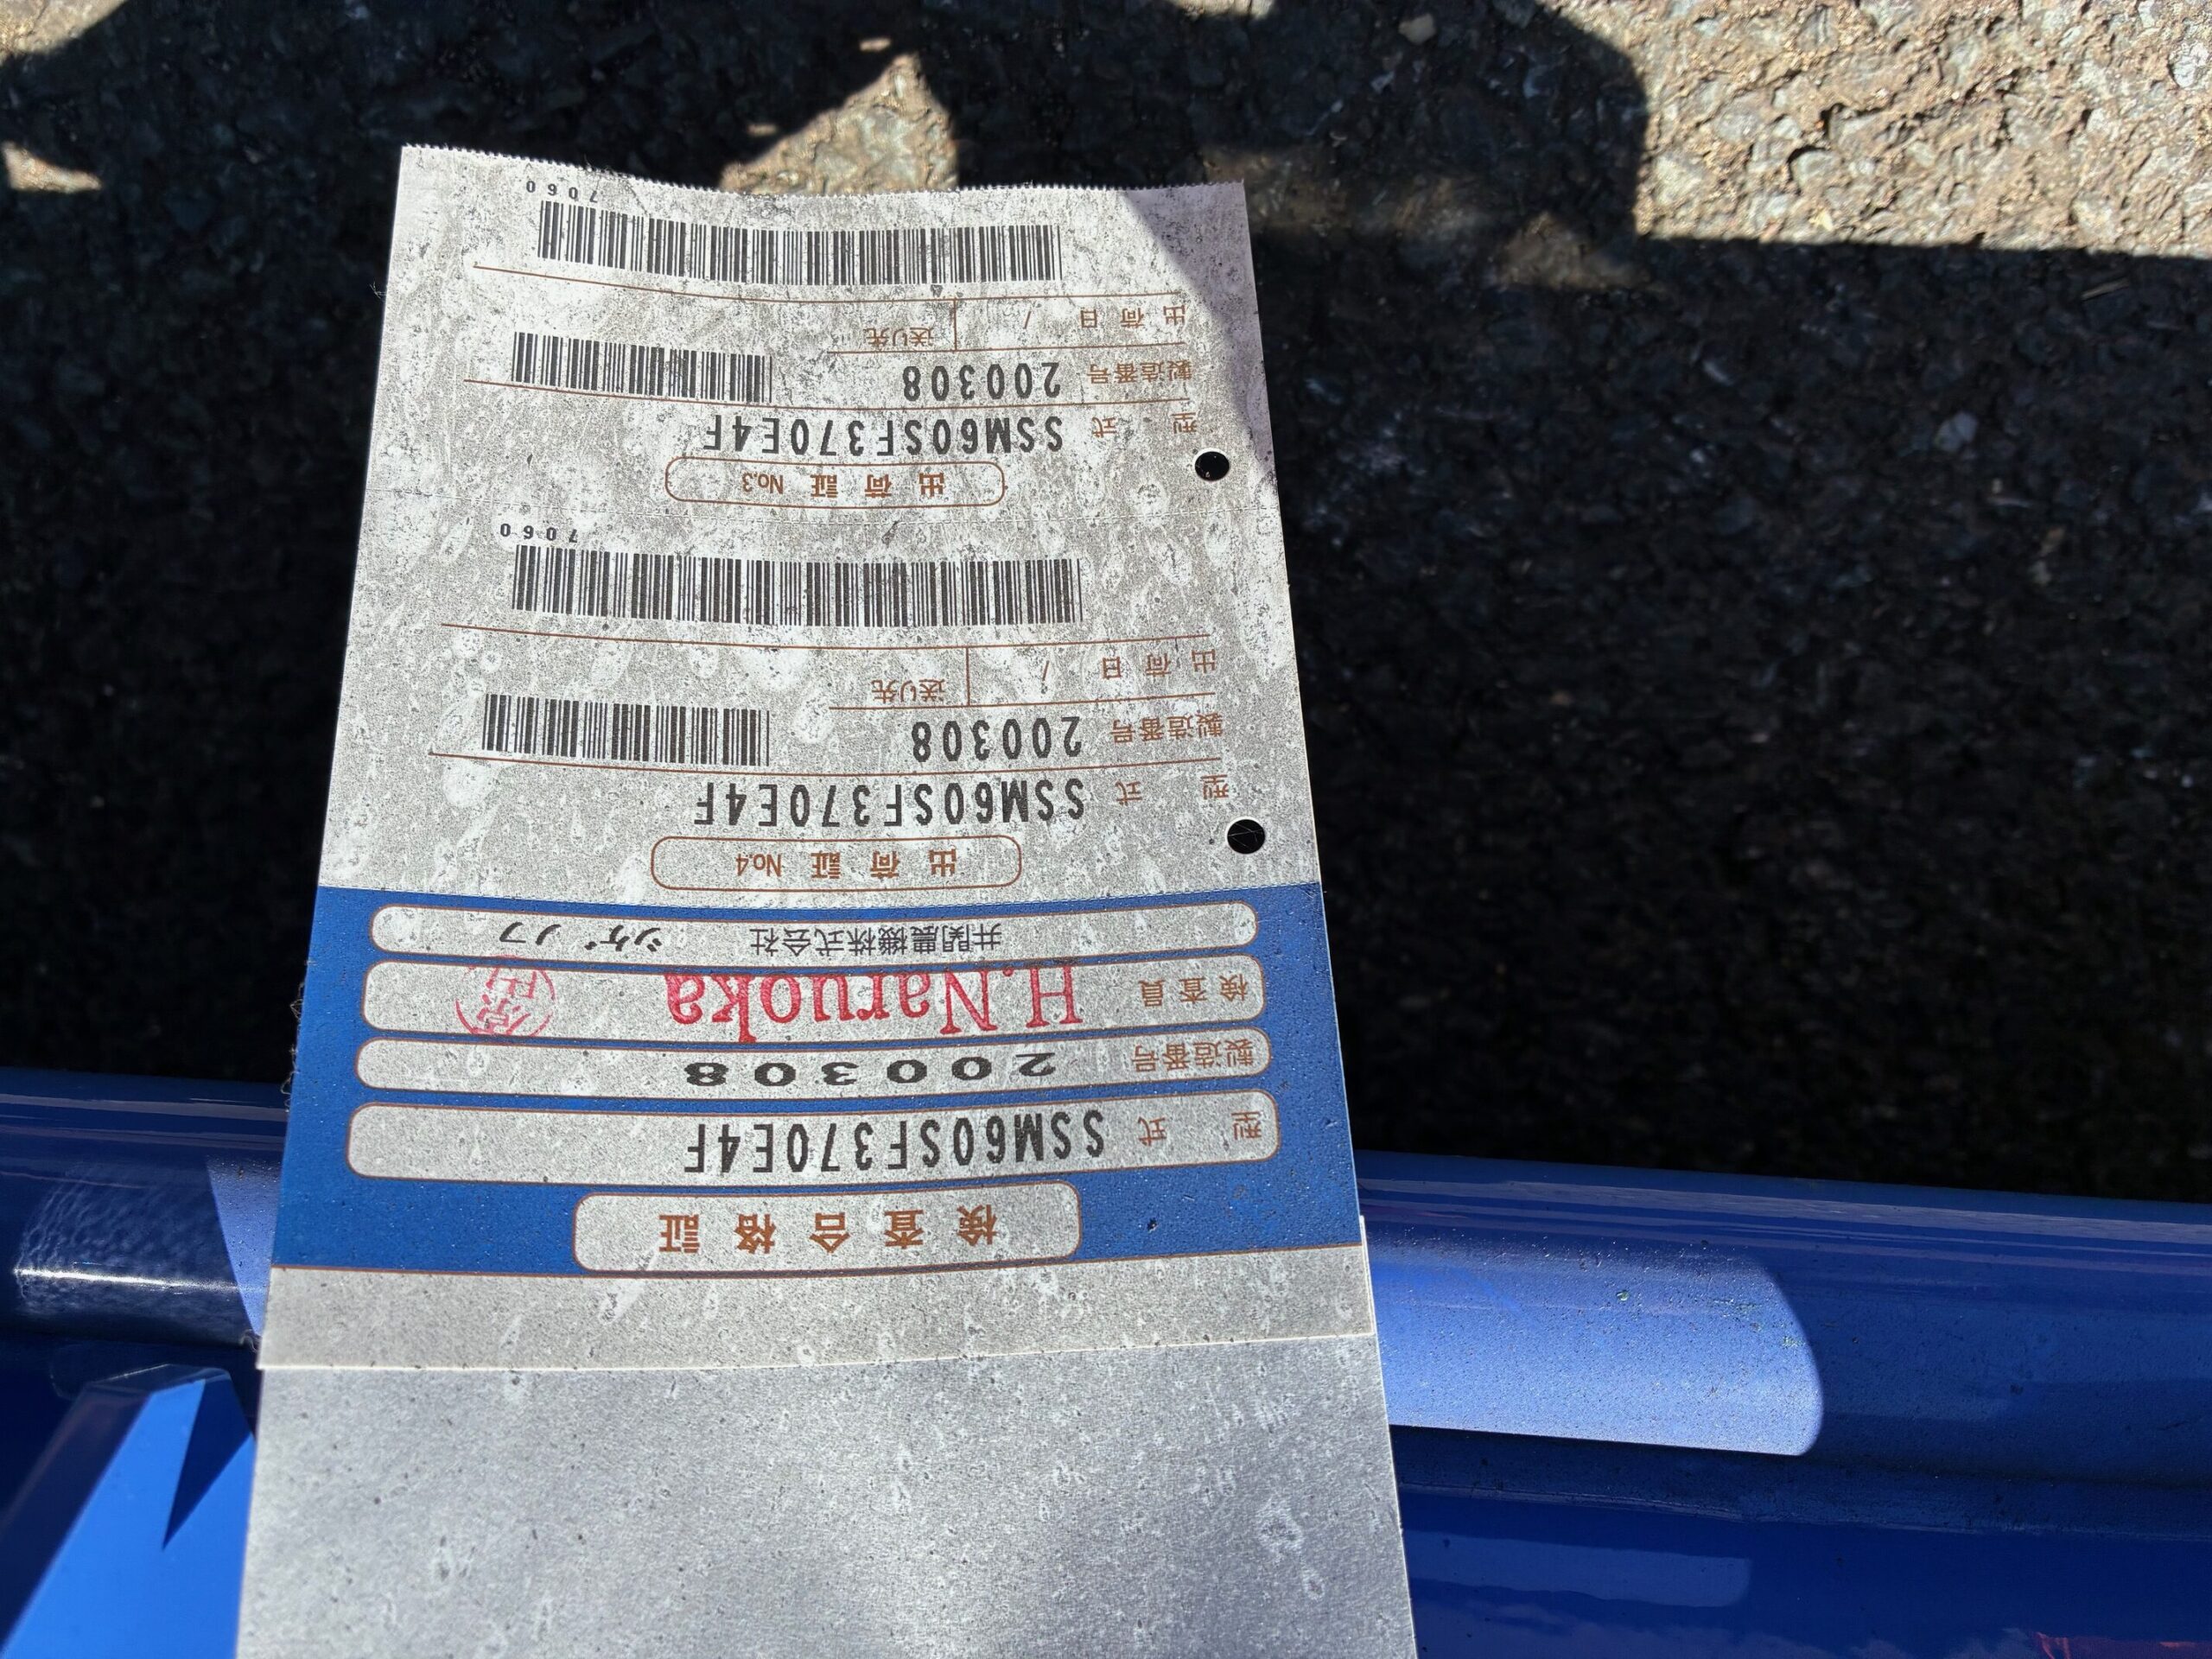 検査合格証
型式 SSM60SF370E4F
製造番号 200308
検査員 H.Naruoka
井関農機株式会社 シゲノブ
出荷証 No.4
型式 SSM60SF370E4F
製造番号 200308
出荷日 / 送り先
7060
出荷証 No.3
型式 SSM60SF370E4F
製造番号 200308
出荷日 / 送り先
7060